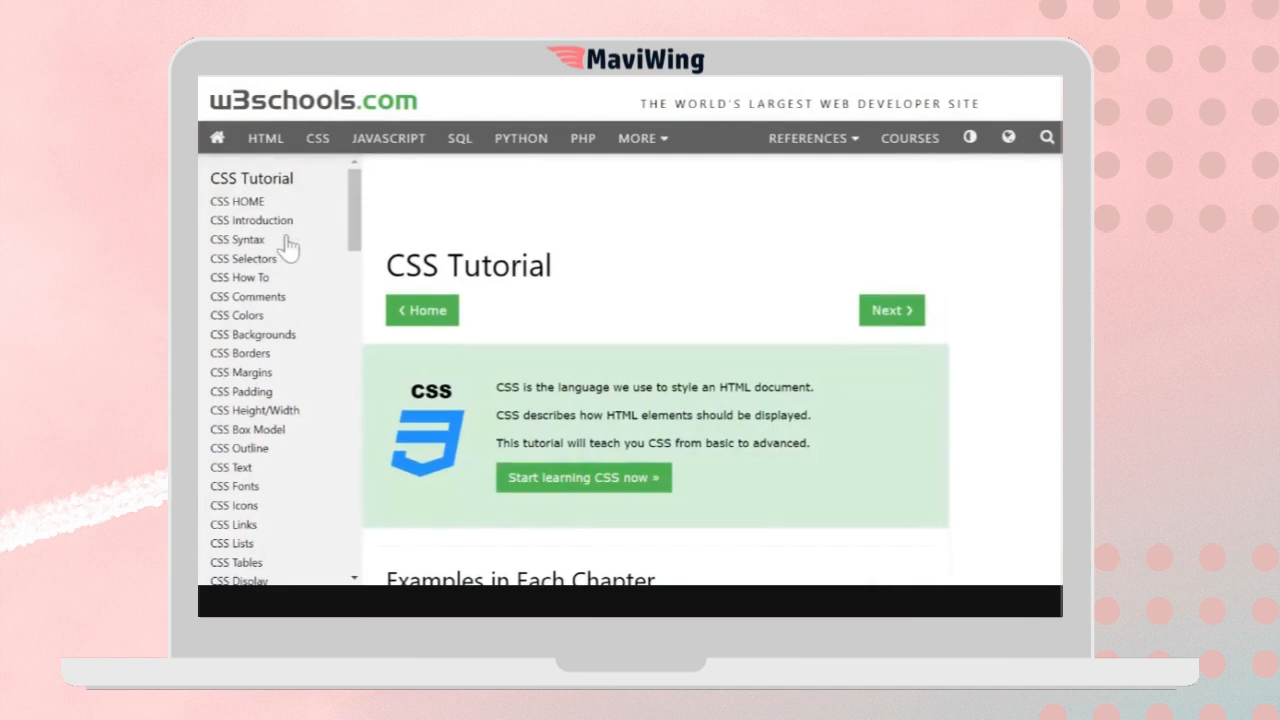 MaviWing
w3schools.com
THE WORLD'S LARGEST WEB DEVELOPER SITE
HTML CSS JAVASCRIPT SQL PYTHON PHP MORE REFERENCES COURSES
CSS Tutorial
CSS HOME
CSS Introduction
CSS Syntax
CSS Selectors
CSS How To
CSS Comments
CSS Colors
CSS Backgrounds
CSS Borders
CSS Margins
CSS Padding
CSS Height/Width
CSS Box Model
CSS Outline
CSS Text
CSS Fonts
CSS Icons
CSS Links
CSS Lists
CSS Tables
CSS Display
CSS Tutorial
❮ Home
Next ❯
CSS
CSS is the language we use to style an HTML document.
CSS describes how HTML elements should be displayed.
This tutorial will teach you CSS from basic to advanced.
Start learning CSS now »
Examples in Each Chapter